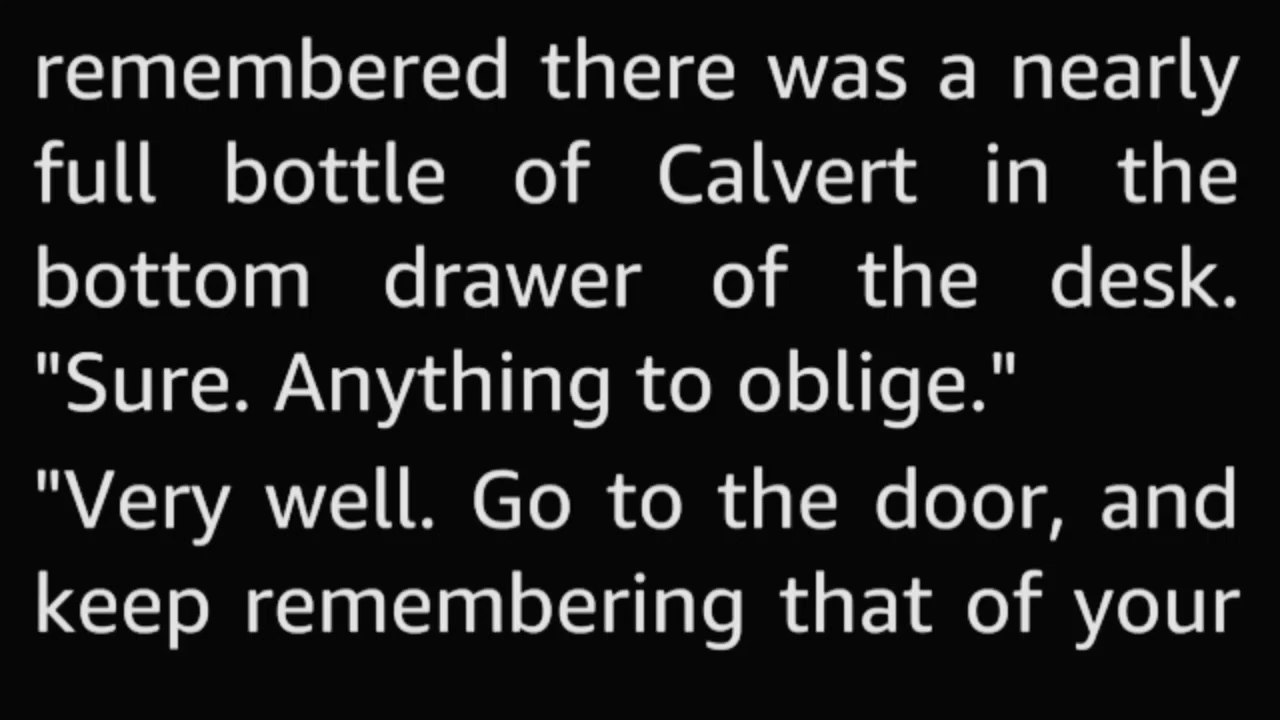 remembered there was a nearly
full bottle of Calvert in the
bottom drawer of the desk.
"Sure. Anything to oblige."
"Very well. Go to the door, and
keep remembering that of your